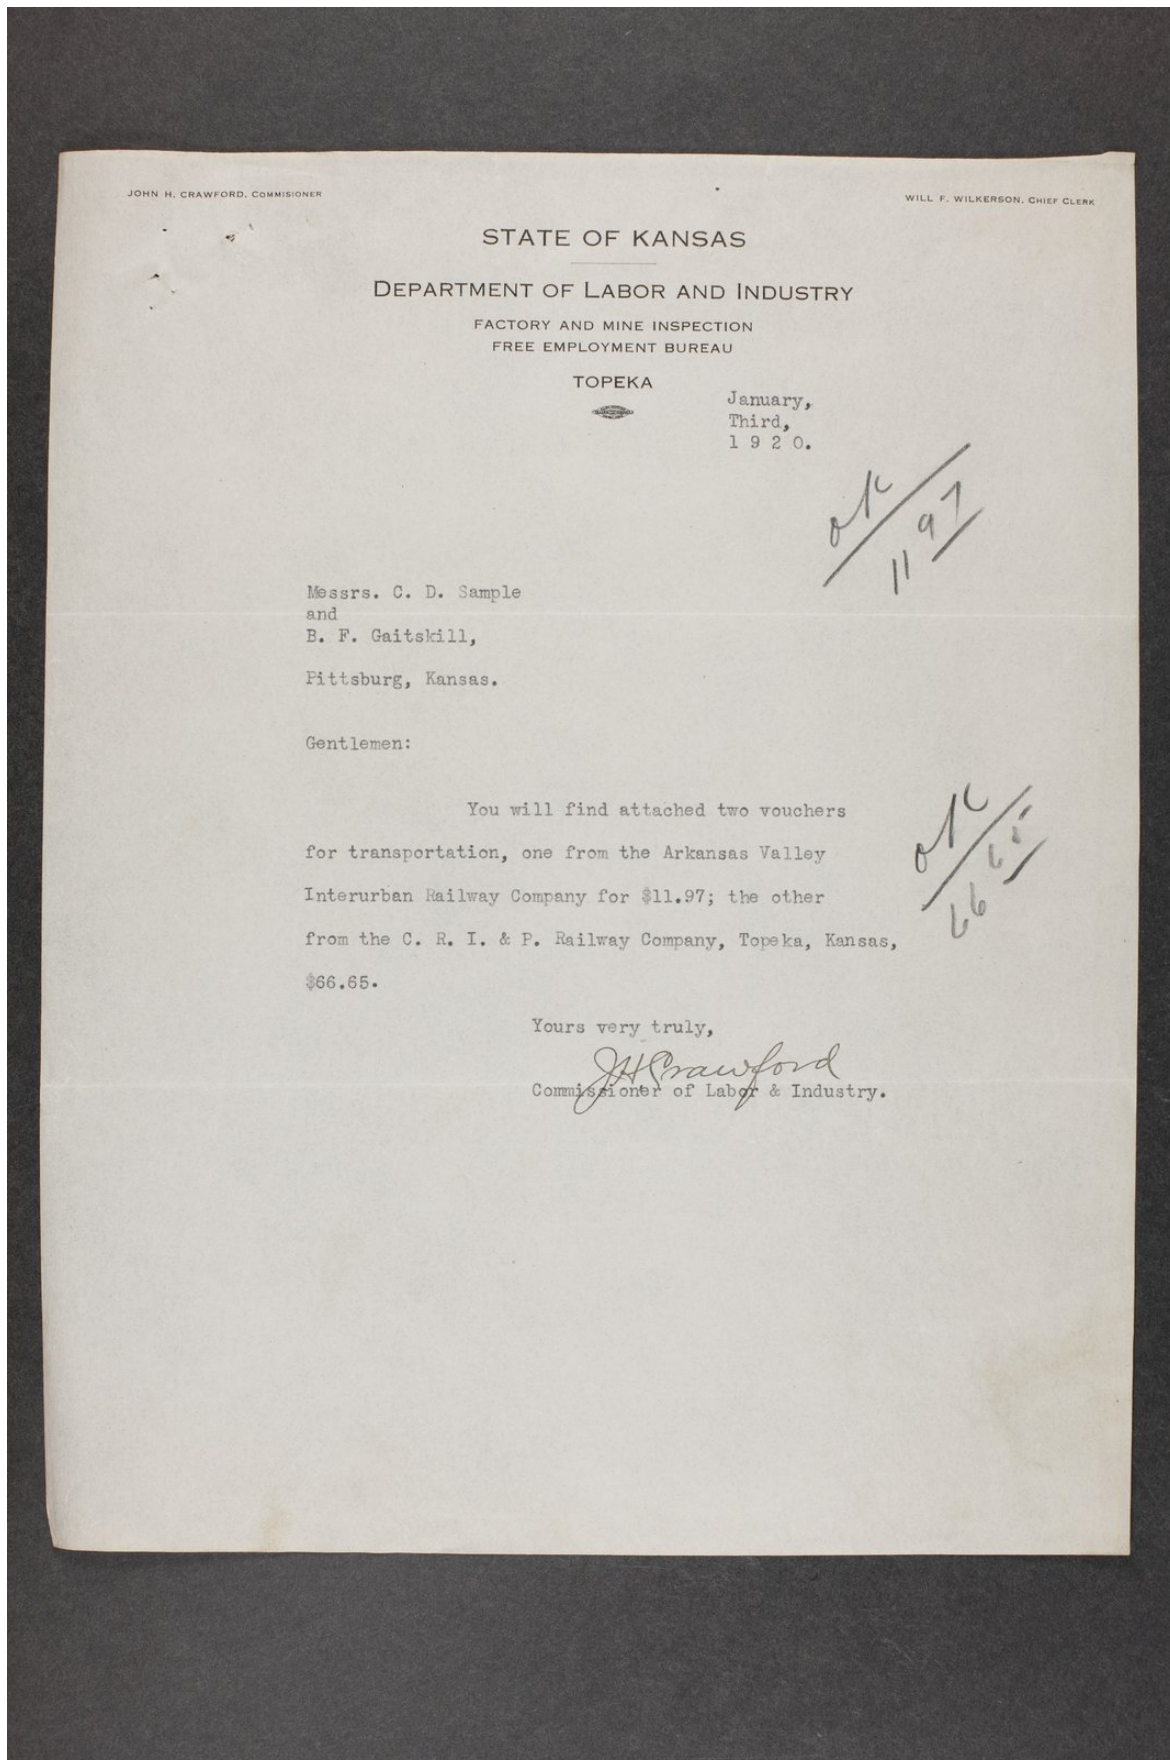 JOHN H. CRAWFORD, COMMISIONER
WILL F. WILKERSON, CHIEF CLERK
STATE OF KANSAS
DEPARTMENT OF LABOR AND INDUSTRY
FACTORY AND MINE INSPECTION
FREE EMPLOYMENT BUREAU
TOPEKA
January,
Third,
1 9 2 0.
ok
11 97
Messrs. C. D. Sample
and
B. F. Gaitskill,
Pittsburg, Kansas.
Gentlemen:
You will find attached two vouchers
for transportation, one from the Arkansas Valley
Interurban Railway Company for $11.97; the other
from the C. R. I. & P. Railway Company, Topeka, Kansas,
$66.65.
ok
66 65
Yours very truly,
JHCrawford
Commissioner of Labor & Industry.